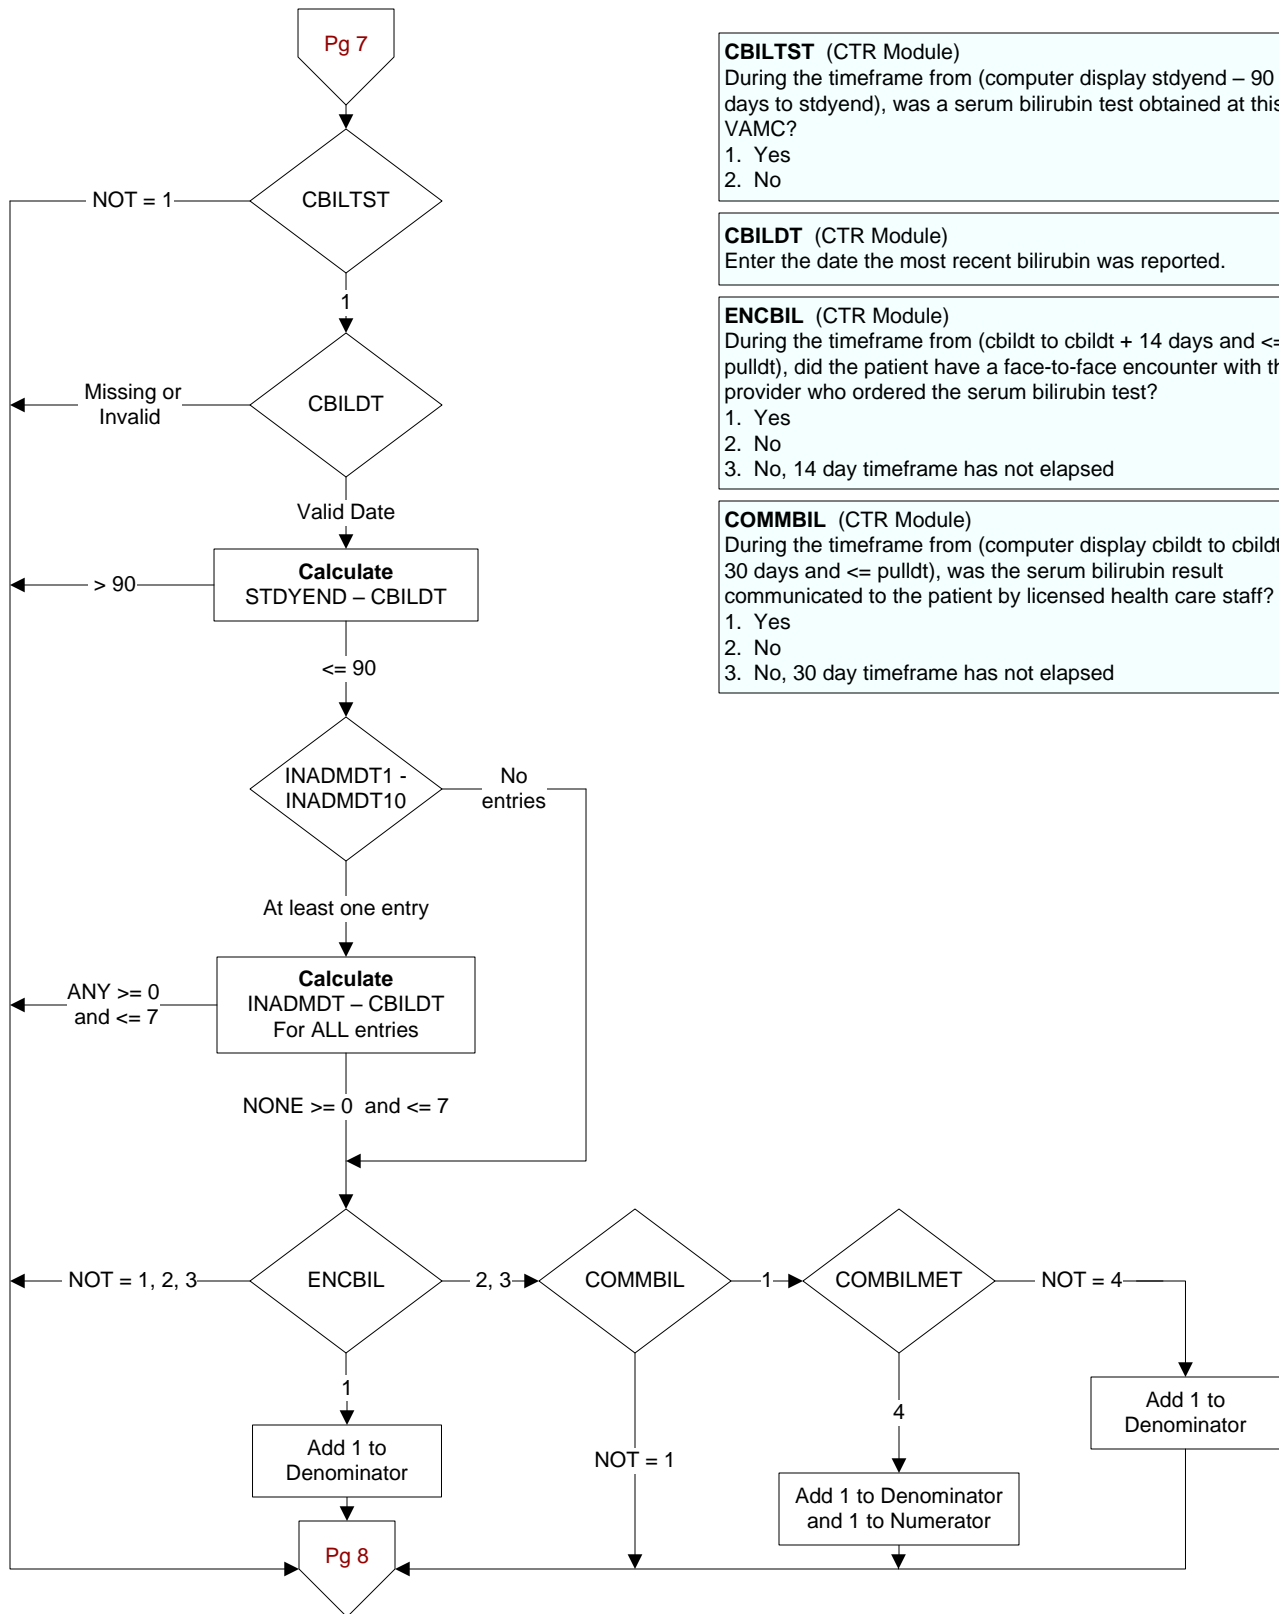 Pg 7
CBILTST (CTR Module)
During the timeframe from (computer display stdyend – 90
days to stdyend), was a serum bilirubin test obtained at this
VAMC?
1. Yes
2. No
CBILTST
NOT = 1
1
CBILDT (CTR Module)
Enter the date the most recent bilirubin was reported.
ENCBIL (CTR Module)
During the timeframe from (cbildt to cbildt + 14 days and <=
pulldt), did the patient have a face-to-face encounter with
provider who ordered the serum bilirubin test?
1. Yes
2. No
3. No, 14 day timeframe has not elapsed
CBILDT
Missing or
Invalid
Valid Date
COMMBIL (CTR Module)
During the timeframe from (computer display cbildt to cbildt
30 days and <= pulldt), was the serum bilirubin result
communicated to the patient by licensed health care staff?
1. Yes
2. No
3. No, 30 day timeframe has not elapsed
Calculate
STDYEND – CBILDT
> 90
<= 90
INADMDT1 -
INADMDT10
No
entries
At least one entry
Calculate
INADMDT – CBILDT
For ALL entries
ANY >= 0
and <= 7
NONE >= 0 and <= 7
NOT = 1, 2, 3
ENCBIL
2, 3
COMMBIL
1
COMBILMET
NOT = 4
1
4
NOT = 1
Add 1 to
Denominator
Add 1 to
Denominator
Add 1 to Denominator
and 1 to Numerator
Pg 8